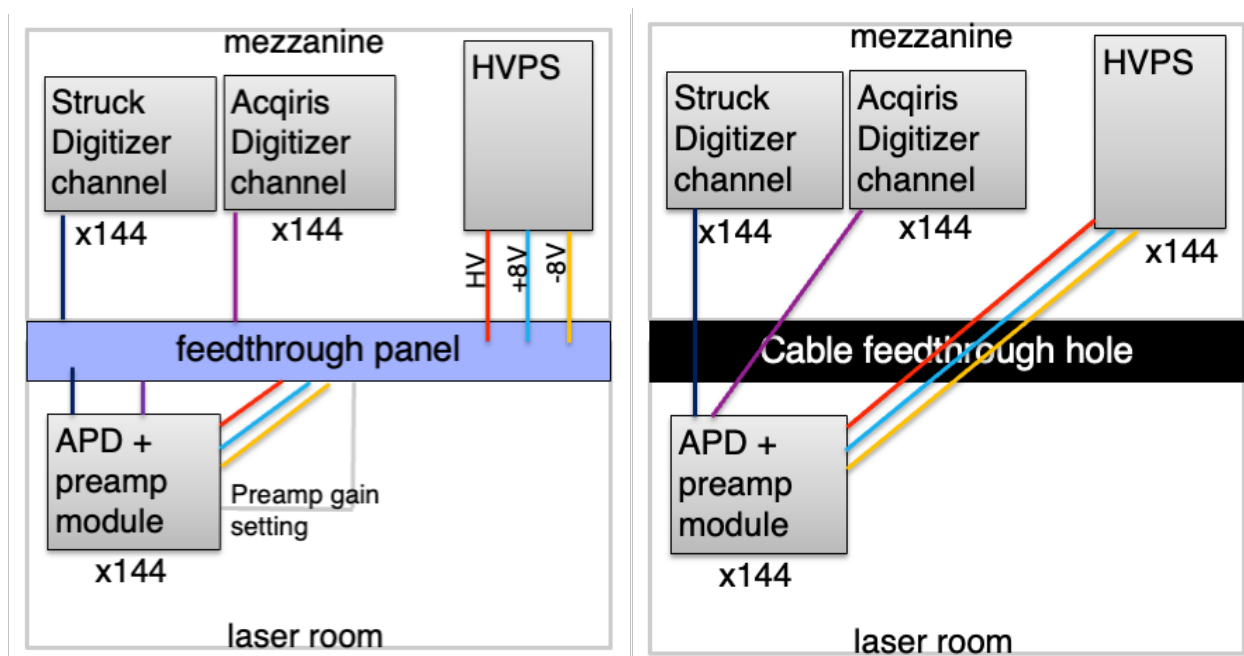 mezzanine
HVPS
Struck
Digitizer
channel
x144
Acqiris
Digitizer
channel
x144
HV
+8V
-8V
feedthrough panel
APD +
preamp
module
x144
Preamp gain
setting
laser room
mezzanine
HVPS
x144
Struck
Digitizer
channel
x144
Acqiris
Digitizer
channel
x144
Cable feedthrough hole
APD +
preamp
module
x144
laser room